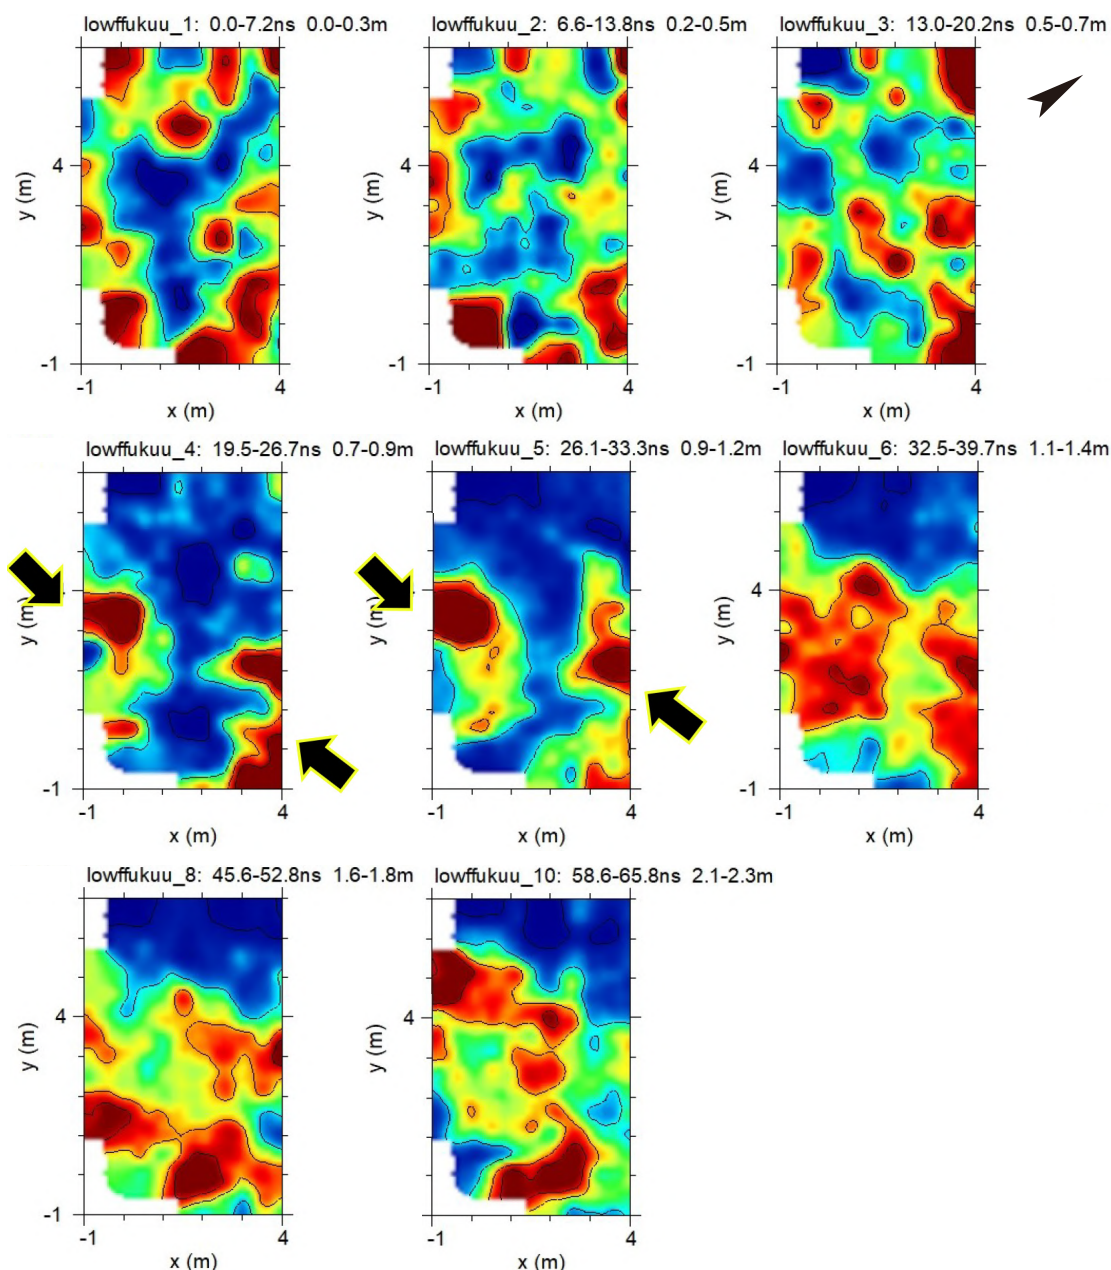 lowffukuu_1: 0.0-7.2ns 0.0-0.3m
lowffukuu_2: 6.6-13.8ns 0.2-0.5m
lowffukuu_3: 13.0-20.2ns 0.5-0.7m
4
y (m)
-1
-1
4
x (m)
4
y (m)
-1
-1
4
x (m)
4
y (m)
-1
-1
4
x (m)
lowffukuu_4: 19.5-26.7ns 0.7-0.9m
lowffukuu_5: 26.1-33.3ns 0.9-1.2m
lowffukuu_6: 32.5-39.7ns 1.1-1.4m
y (m)
-1
-1
4
x (m)
y (m)
-1
-1
4
x (m)
4
y (m)
-1
-1
4
x (m)
lowffukuu_8: 45.6-52.8ns 1.6-1.8m
lowffukuu_10: 58.6-65.8ns 2.1-2.3m
4
y (m)
-1
-1
4
x (m)
4
y (m)
-1
-1
4
x (m)